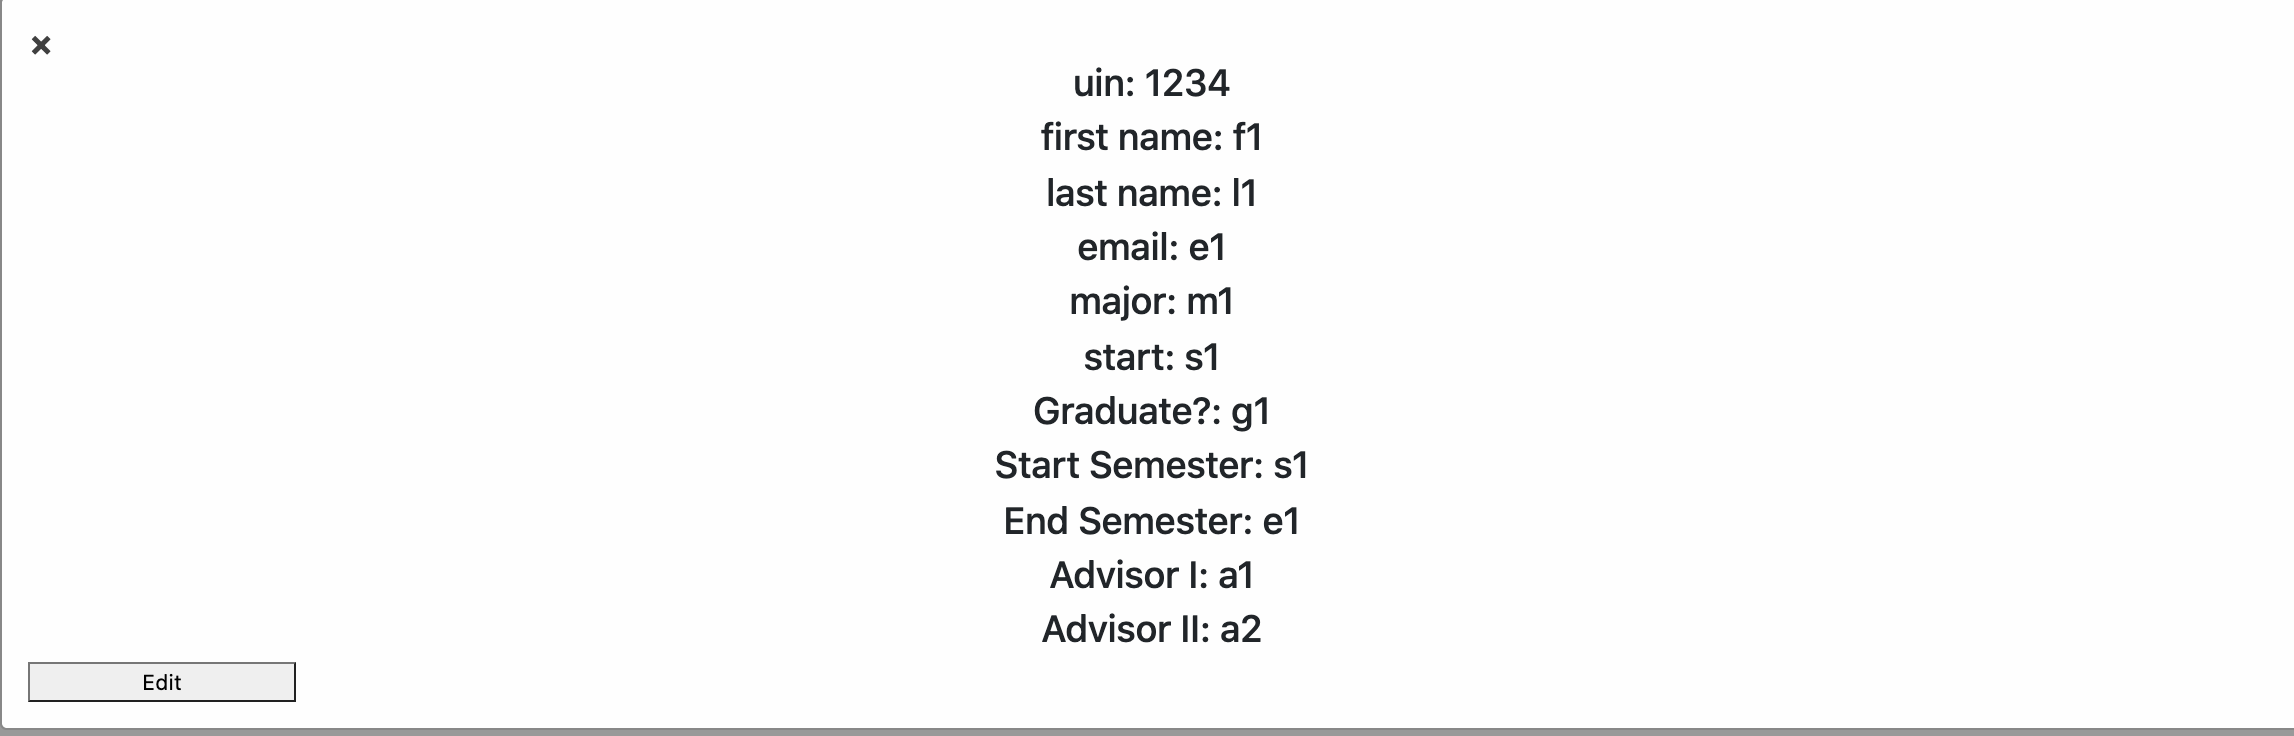 ×
uin: 1234
first name: f1
last name: l1
email: e1
major: m1
start: s1
Graduate?: g1
Start Semester: s1
End Semester: e1
Advisor I: a1
Advisor II: a2
Edit